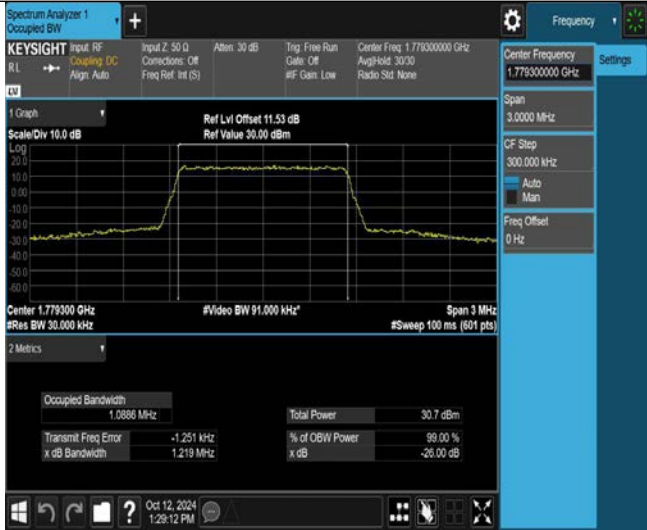 Spectrum Analyzer 1
Occupied BW
+
Frequency
KEYSIGHT Input: RF
RL
Coupling: DC
Align: Auto
Input Z: 50 Ω
Corrections: Off
Freq Ref: Int (S)
Atten: 30 dB
Trig: Free Run
Gate: Off
#IF Gain: Low
Center Freq: 1.779300000 GHz
Avg|Hold: 30/30
Radio Std: None
Center Frequency
1.779300000 GHz
Settings
Span
3.0000 MHz
CF Step
300.000 kHz
Auto
Man
Freq Offset
0 Hz
1 Graph
Scale/Div 10.0 dB
Ref Lvl Offset 11.53 dB
Ref Value 30.00 dBm
Log
20.0
10.0
0.00
-10.0
-20.0
-30.0
-40.0
-50.0
-60.0
Center 1.779300 GHz
#Video BW 91.000 kHz*
Span 3 MHz
#Res BW 30.000 kHz
#Sweep 100 ms (601 pts)
2 Metrics
Occupied Bandwidth
1.0886 MHz
Total Power 30.7 dBm
Transmit Freq Error -1.251 kHz
% of OBW Power 99.00 %
x dB Bandwidth 1.219 MHz
x dB -26.00 dB
?
Oct 12, 2024
1:29:12 PM